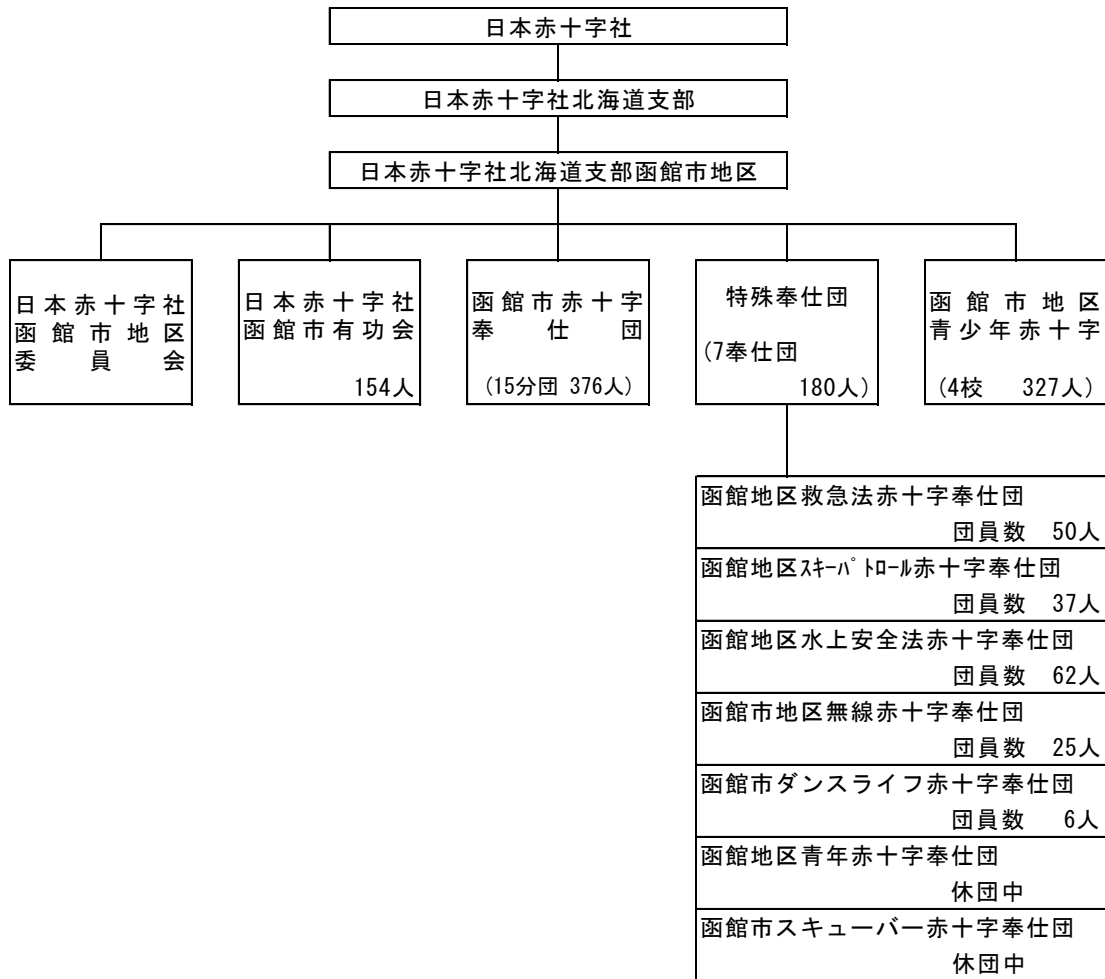 日本赤十字社
日本赤十字社北海道支部
日本赤十字社北海道支部函館市地区
日本赤十字社
函館市地区
委員会
日本赤十字社
函館市有功会
154人
函館市赤十字
奉仕団
(15分団 376人)
特殊奉仕団
(7奉仕団
180人)
函館市地区
青少年赤十字
(4校 327人)
函館地区救急法赤十字奉仕団
団員数 50人
函館地区ｽｷｰﾊﾟﾄﾛｰﾙ赤十字奉仕団
団員数 37人
函館地区水上安全法赤十字奉仕団
団員数 62人
函館市地区無線赤十字奉仕団
団員数 25人
函館市ダンスライフ赤十字奉仕団
団員数 6人
函館地区青年赤十字奉仕団
休団中
函館市スキューバー赤十字奉仕団
休団中